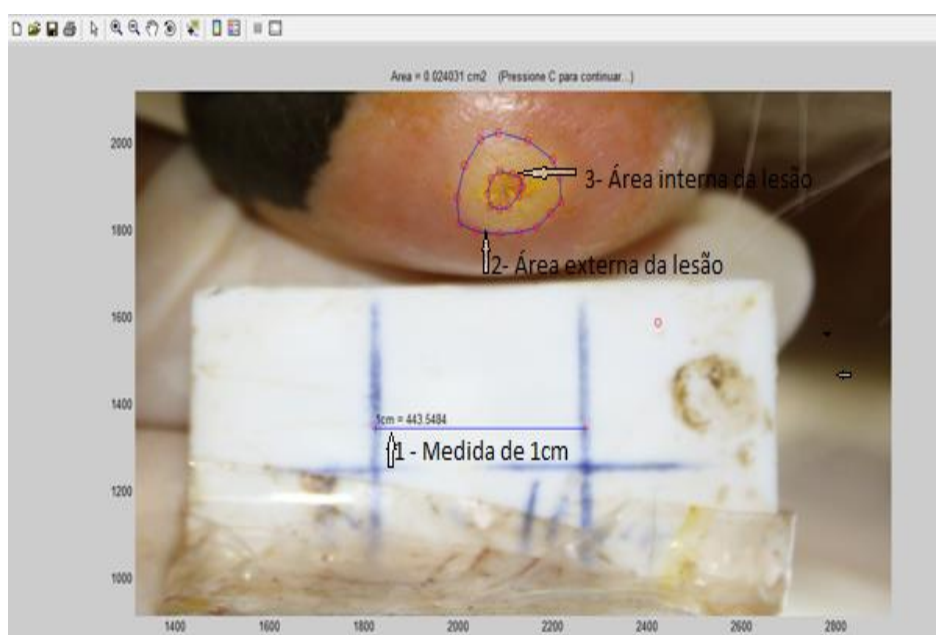 Area = 0.024031 cm2 (Pressione C para continuar...)
2000
3- Área interna da lesão
1800
2- Área externa da lesão
1600
1400
1cm = 443.5484
1 - Medida de 1cm
1200
1000
1400 1600 1800 2000 2200 2400 2600 2800